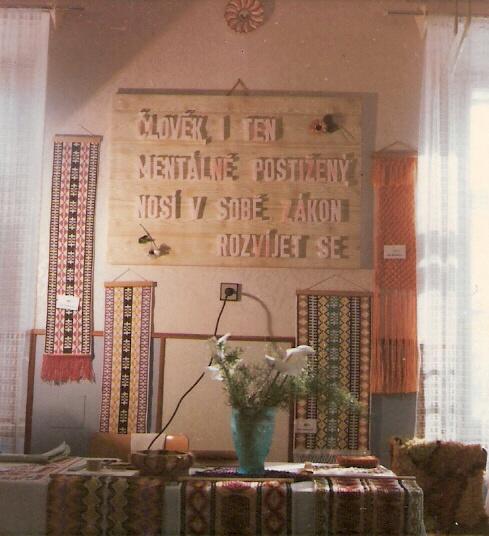 ČLOVĚK, I TEN
MENTÁLNĚ POSTIŽENÝ
NOSÍ V SOBĚ ZÁKON
ROZVÍJET SE